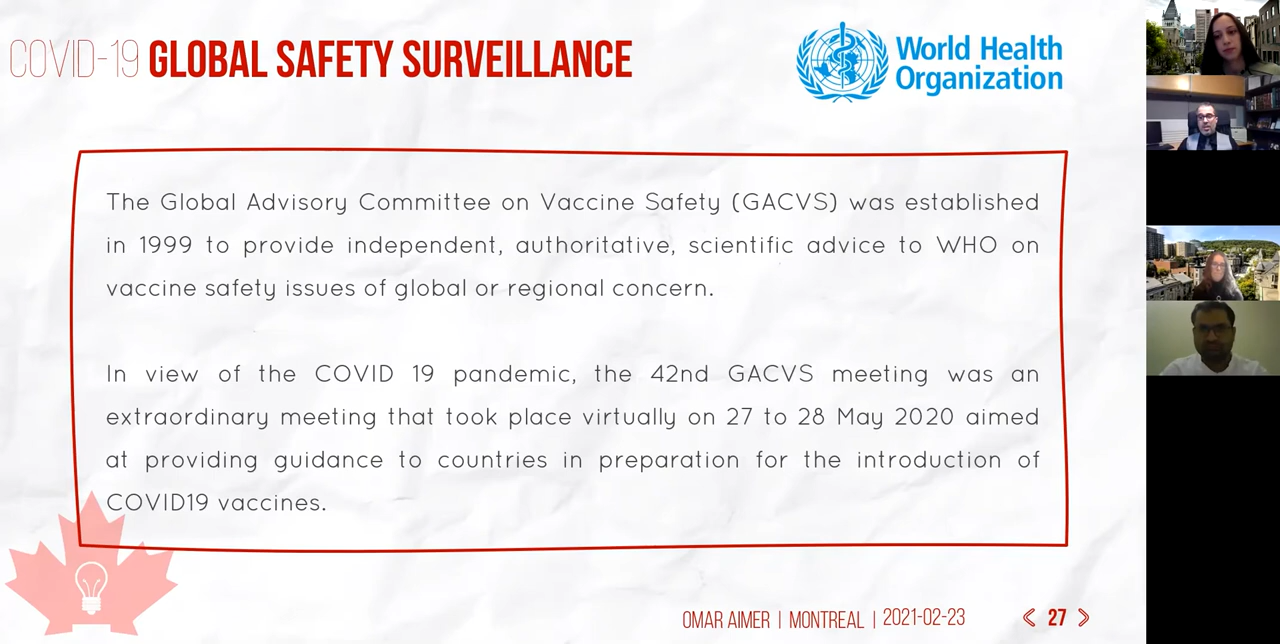 COVID-19 GLOBAL SAFETY SURVEILLANCE
World Health
Organization
The Global Advisory Committee on Vaccine Safety (GACVS) was established
in 1999 to provide independent, authoritative, scientific advice to WHO on
vaccine safety issues of global or regional concern.
In view of the COVID 19 pandemic, the 42nd GACVS meeting was an
extraordinary meeting that took place virtually on 27 to 28 May 2020 aimed
at providing guidance to countries in preparation for the introduction of
COVID19 vaccines.
OMAR AIMER | MONTREAL | 2021-02-23 27